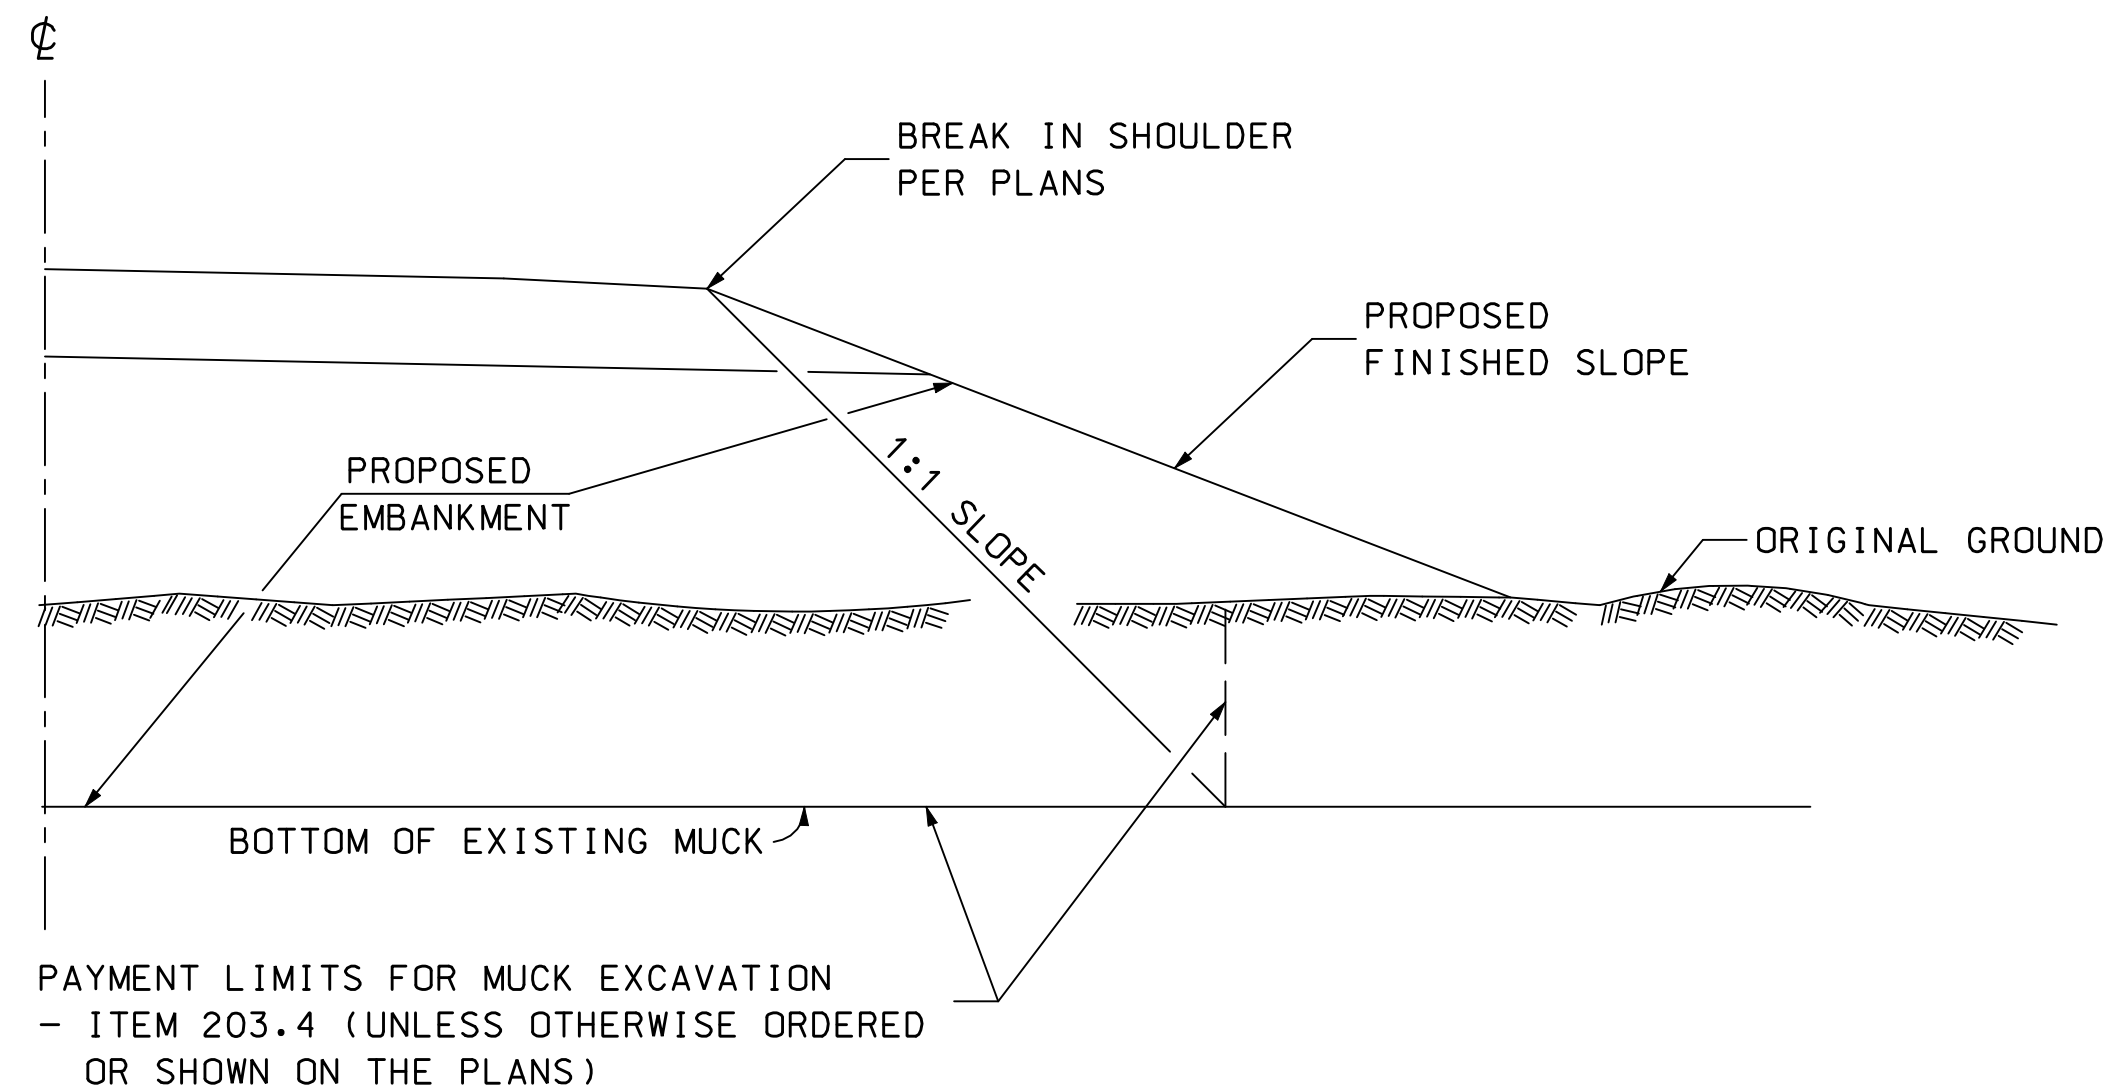 ℄
BREAK IN SHOULDER
PER PLANS
PROPOSED
FINISHED SLOPE
PROPOSED
EMBANKMENT
1:1 SLOPE
ORIGINAL GROUND
BOTTOM OF EXISTING MUCK
PAYMENT LIMITS FOR MUCK EXCAVATION
- ITEM 203.4 (UNLESS OTHERWISE ORDERED
OR SHOWN ON THE PLANS)